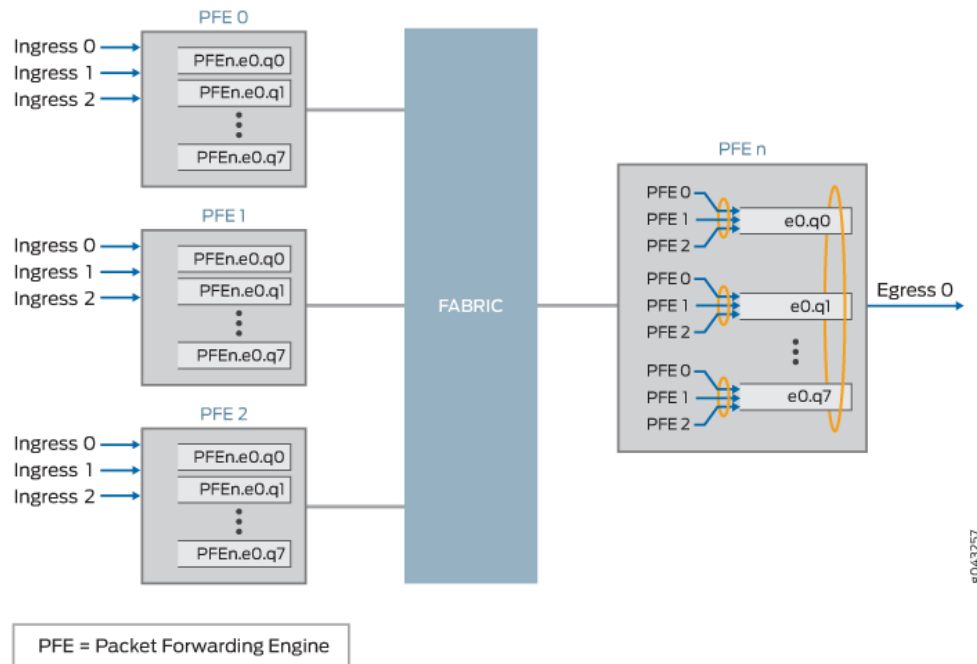 PFE 0
Ingress 0
Ingress 1
Ingress 2
PFEn.e0.q0
PFEn.e0.q1
PFEn.e0.q7
PFE 1
Ingress 0
Ingress 1
Ingress 2
PFEn.e0.q0
PFEn.e0.q1
PFEn.e0.q7
PFE 2
Ingress 0
Ingress 1
Ingress 2
PFEn.e0.q0
PFEn.e0.q1
PFEn.e0.q7
FABRIC
PFE n
PFE 0
PFE 1
PFE 2
e0.q0
PFE 0
PFE 1
PFE 2
e0.q1
PFE 0
PFE 1
PFE 2
e0.q7
Egress 0
g043257
PFE = Packet Forwarding Engine